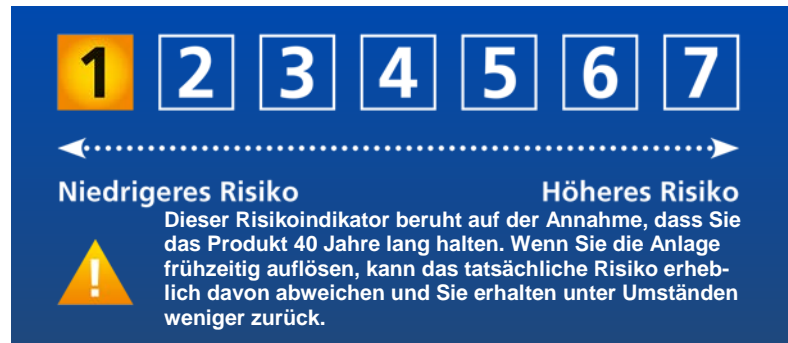 1 2 3 4 5 6 7
Niedrigeres Risiko Höheres Risiko
Dieser Risikoindikator beruht auf der Annahme, dass Sie
das Produkt 40 Jahre lang halten. Wenn Sie die Anlage
frühzeitig auflösen, kann das tatsächliche Risiko erheb-
lich davon abweichen und Sie erhalten unter Umständen
weniger zurück.